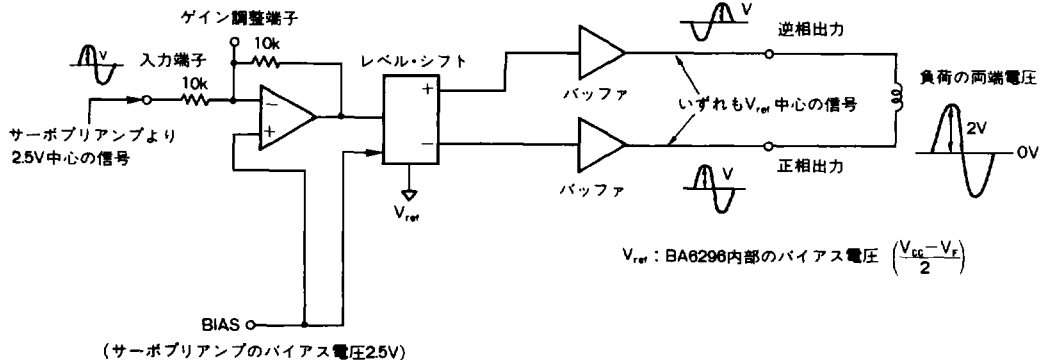 ゲイン調整端子
10k
V
入力端子
10k
レベル・シフト
サーボプリアンプより
2.5V中心の信号
−
+
+
−
Vref
バッファ
バッファ
V
逆相出力
いずれもVref中心の信号
V
正相出力
負荷の両端電圧
2V
0V
Vref：BA6296内部のバイアス電圧 (VCC−VF/2)
BIAS
(サーボプリアンプのバイアス電圧2.5V)